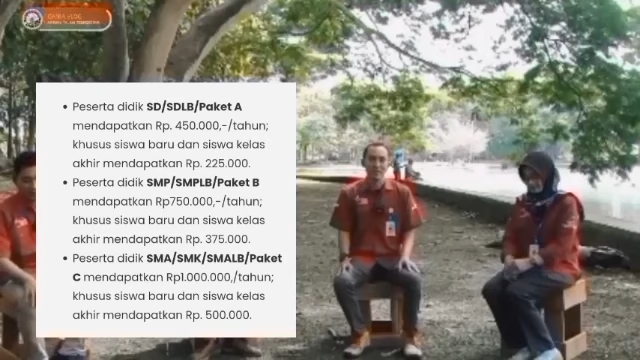 • Peserta didik SD/SDLB/Paket A
mendapatkan Rp. 450.000,-/tahun;
khusus siswa baru dan siswa kelas
akhir mendapatkan Rp. 225.000.
• Peserta didik SMP/SMPLB/Paket B
mendapatkan Rp750.000,-/tahun;
khusus siswa baru dan siswa kelas
akhir mendapatkan Rp. 375.000.
• Peserta didik SMA/SMK/SMALB/Paket
C mendapatkan Rp1.000.000,/tahun;
khusus siswa baru dan siswa kelas
akhir mendapatkan Rp. 500.000.